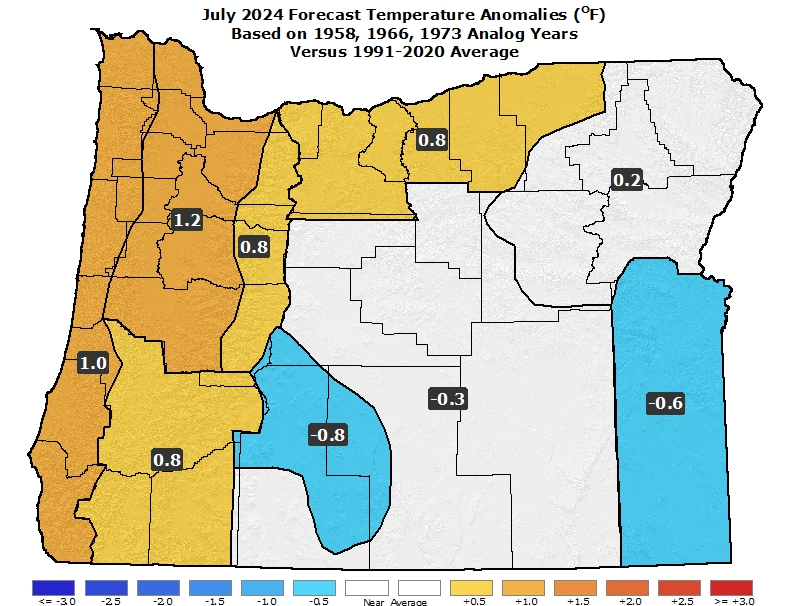 July 2024 Forecast Temperature Anomalies (°F)
Based on 1958, 1966, 1973 Analog Years
Versus 1991-2020 Average
0.8
0.2
1.2
0.8
1.0
-0.3
-0.6
-0.8
0.8
<= -3.0 -2.5 -2.0 -1.5 -1.0 -0.5 Near Average +0.5 +1.0 +1.5 +2.0 +2.5 >= +3.0